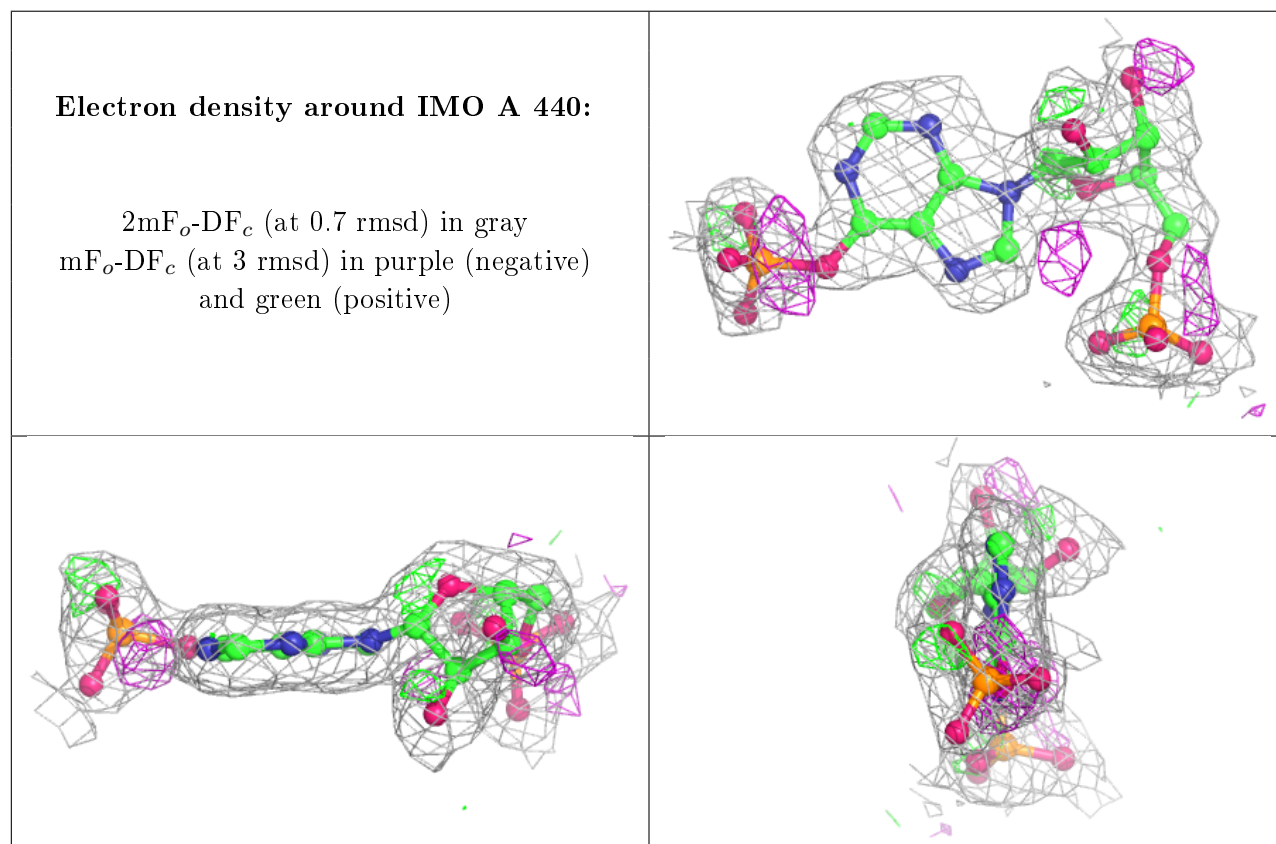 Electron density around IMO A 440:
2mFo-DFc (at 0.7 rmsd) in gray
mFo-DFc (at 3 rmsd) in purple (negative)
and green (positive)